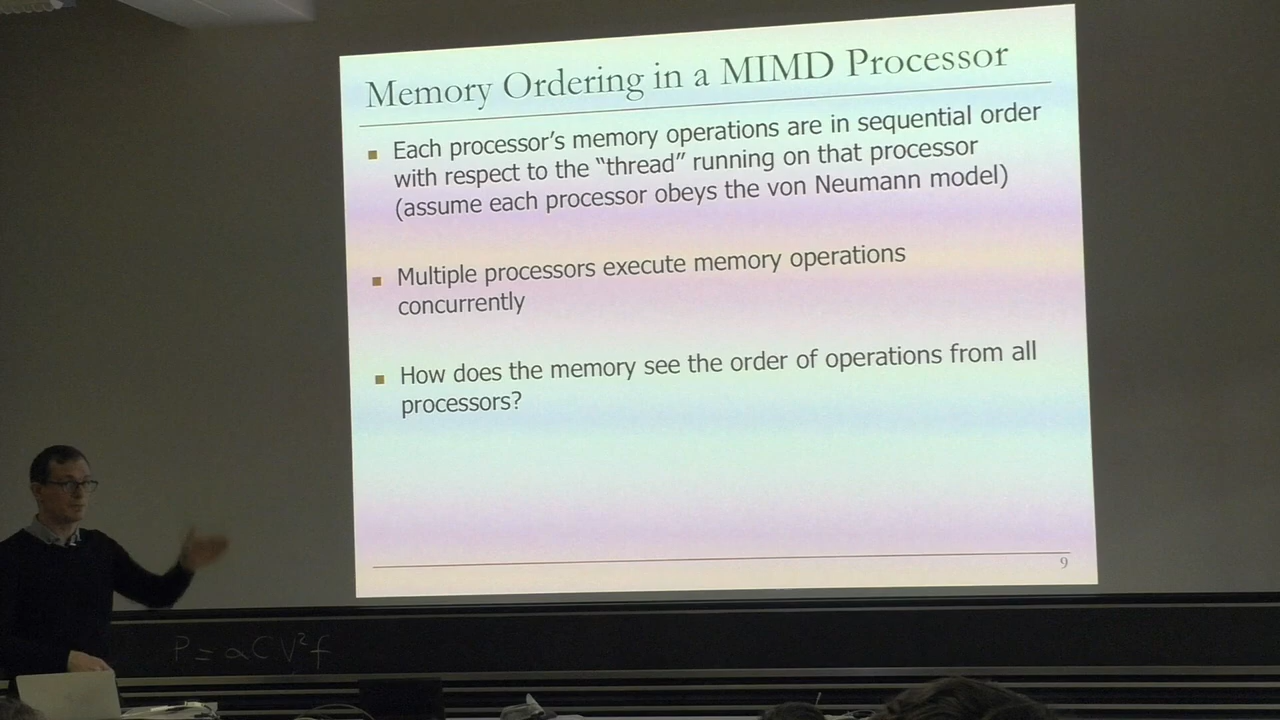 Memory Ordering in a MIMD Processor
■ Each processor's memory operations are in sequential order
with respect to the “thread” running on that processor
(assume each processor obeys the von Neumann model)
■ Multiple processors execute memory operations
concurrently
■ How does the memory see the order of operations from all
processors?
9
P = αCV²f